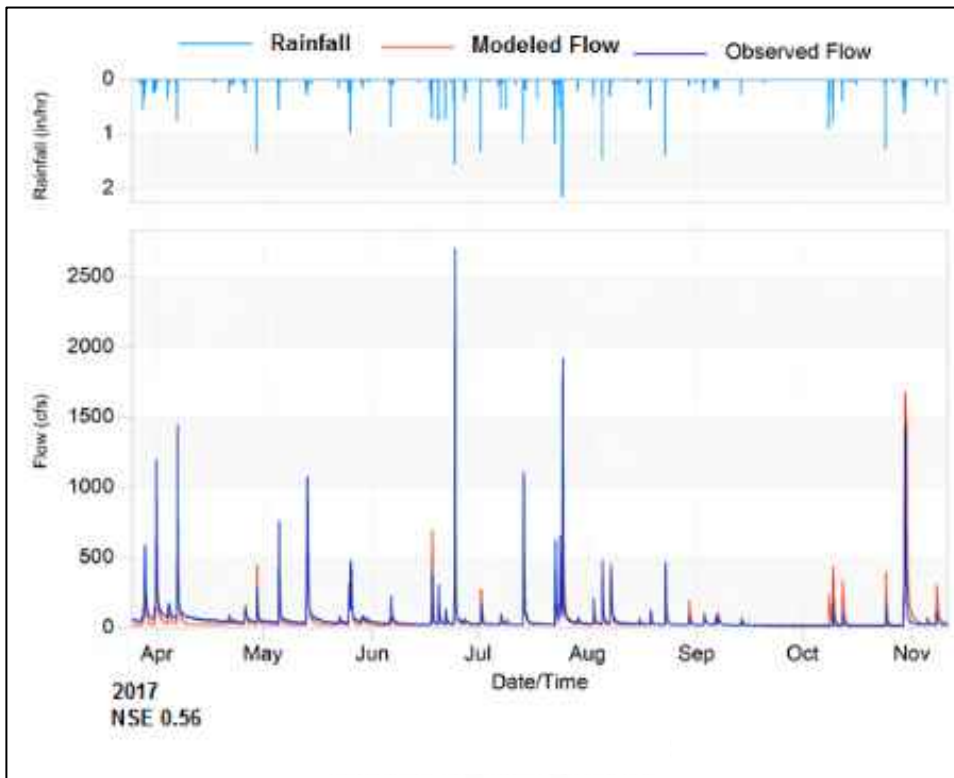 Rainfall Modeled Flow Observed Flow
0
1
2
Rainfall (in/hr)
2500
2000
1500
1000
500
0
Flow (cfs)
Apr May Jun Jul Aug Sep Oct Nov
Date/Time
2017
NSE 0.56